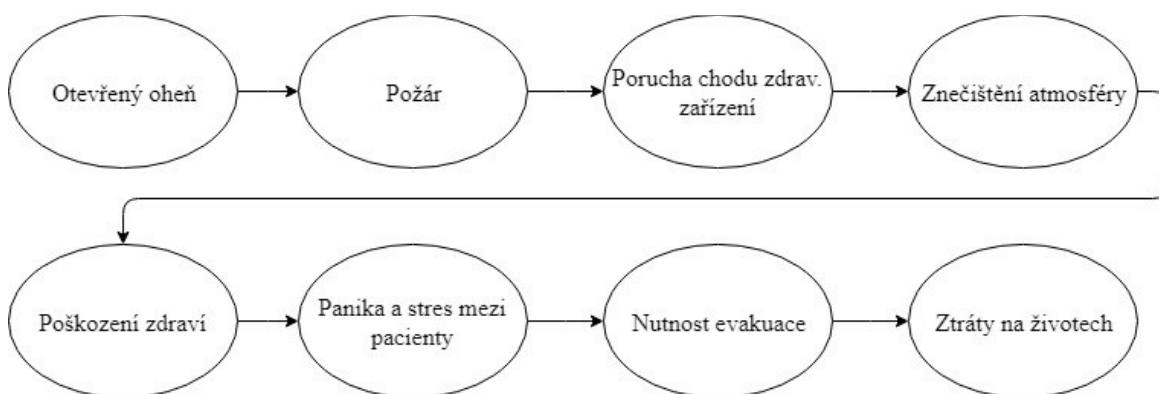 Otevřený oheň
Požár
Porucha chodu zdrav.
zařízení
Znečištění atmosféry
Poškození zdraví
Panika a stres mezi
pacienty
Nutnost evakuace
Ztráty na životech